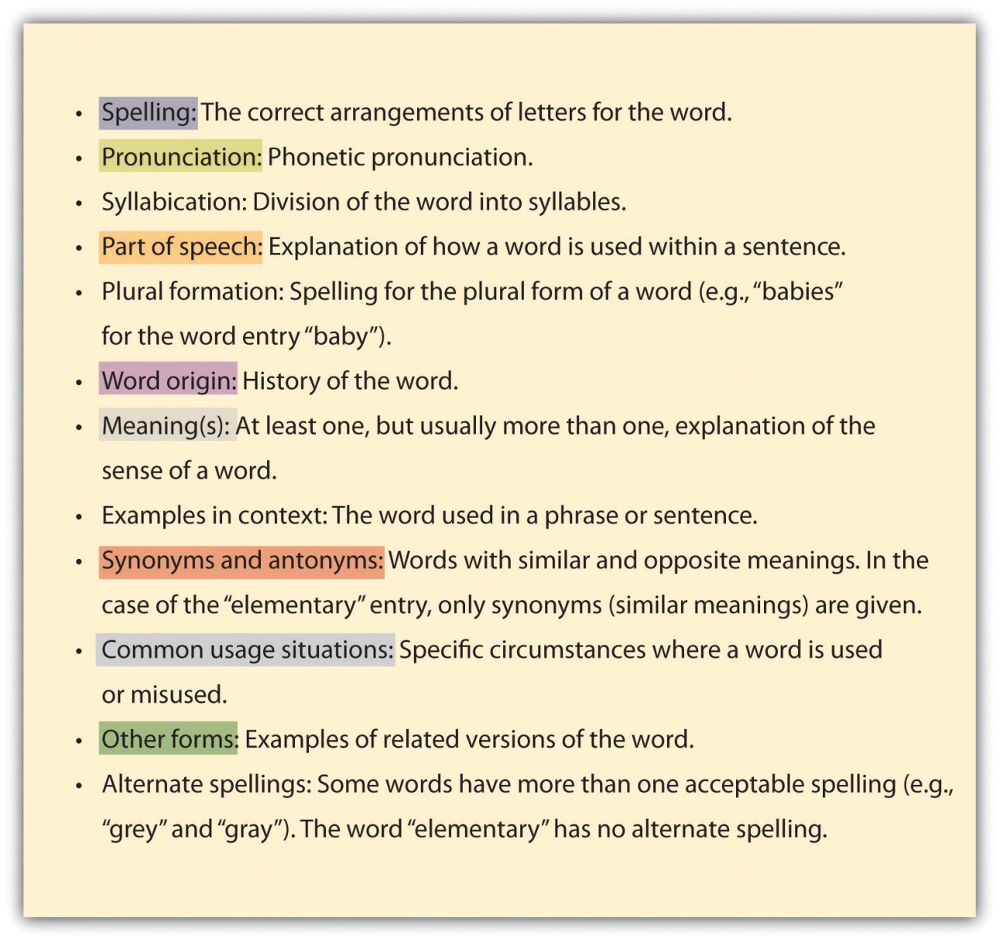 • Spelling: The correct arrangements of letters for the word.
• Pronunciation: Phonetic pronunciation.
• Syllabication: Division of the word into syllables.
• Part of speech: Explanation of how a word is used within a sentence.
• Plural formation: Spelling for the plural form of a word (e.g., “babies”
for the word entry “baby”).
• Word origin: History of the word.
• Meaning(s): At least one, but usually more than one, explanation of the
sense of a word.
• Examples in context: The word used in a phrase or sentence.
• Synonyms and antonyms: Words with similar and opposite meanings. In the
case of the “elementary” entry, only synonyms (similar meanings) are given.
• Common usage situations: Specific circumstances where a word is used
or misused.
• Other forms: Examples of related versions of the word.
• Alternate spellings: Some words have more than one acceptable spelling (e.g.,
“grey” and “gray”). The word “elementary” has no alternate spelling.